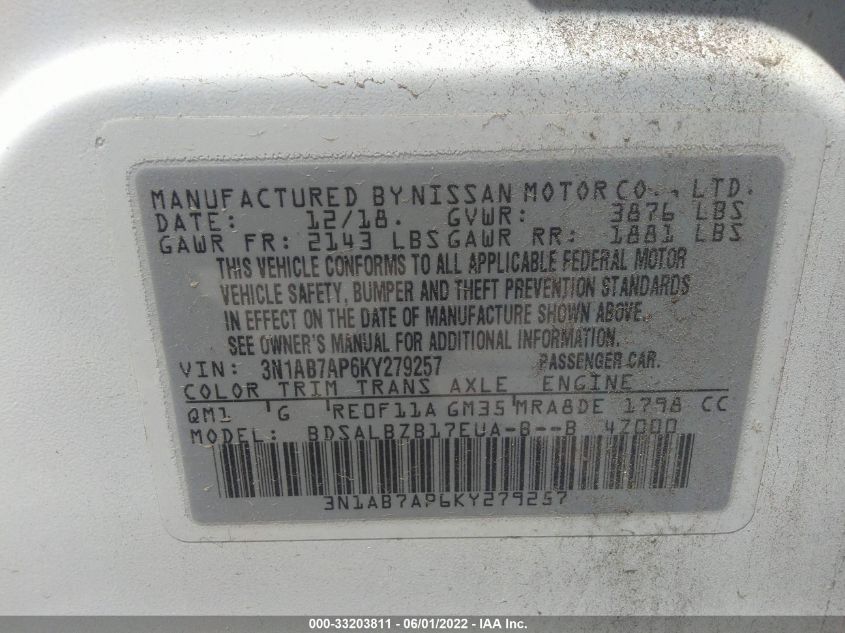 MANUFACTURED BY NISSAN MOTOR CO., LTD.
DATE: 12/18. GVWR: 3876 LBS
GAWR FR: 2143 LBS GAWR RR: 1881 LBS
THIS VEHICLE CONFORMS TO ALL APPLICABLE FEDERAL MOTOR
VEHICLE SAFETY, BUMPER AND THEFT PREVENTION STANDARDS
IN EFFECT ON THE DATE OF MANUFACTURE SHOWN ABOVE.
SEE OWNER'S MANUAL FOR ADDITIONAL INFORMATION.
VIN: 3N1AB7AP6KY279257 PASSENGER CAR.
COLOR TRIM TRANS AXLE ENGINE
QM1 G RE0F11A GM35 MRA8DE 1798 CC
MODEL: BDSALBZB17EUA-B--B 47000
3N1AB7AP6KY279257
000-33203811 - 06/01/2022 - IAA Inc.